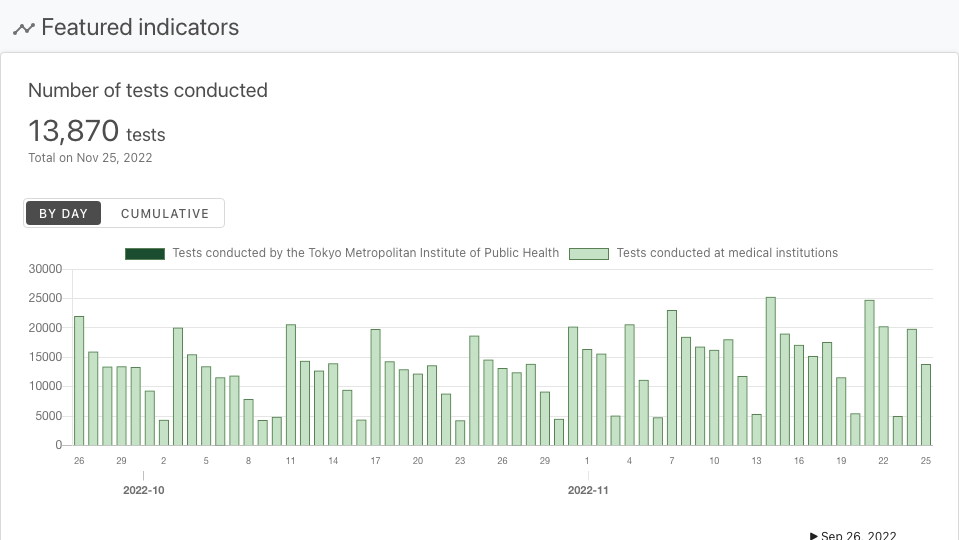 Featured indicators
Number of tests conducted
13,870 tests
Total on Nov 25, 2022
BY DAY CUMULATIVE
Tests conducted by the Tokyo Metropolitan Institute of Public Health Tests conducted at medical institutions
30000
25000
20000
15000
10000
5000
0
26 29 2 5 8 11 14 17 20 23 26 29 1 4 7 10 13 16 19 22 25
2022-10 2022-11
Sep 26, 2022